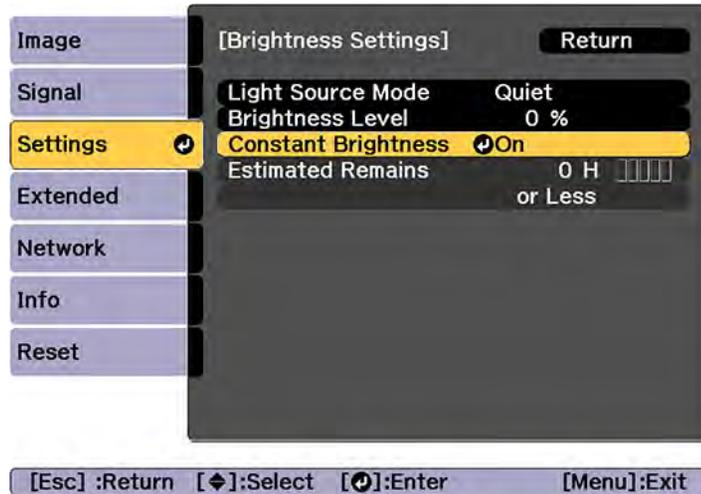 Image
Signal
Settings
Extended
Network
Info
Reset
[Brightness Settings]
Return
Light Source Mode Quiet
Brightness Level 0 %
Constant Brightness On
Estimated Remains 0 H
or Less
[Esc] :Return [◆]:Select [↵]:Enter [Menu]:Exit